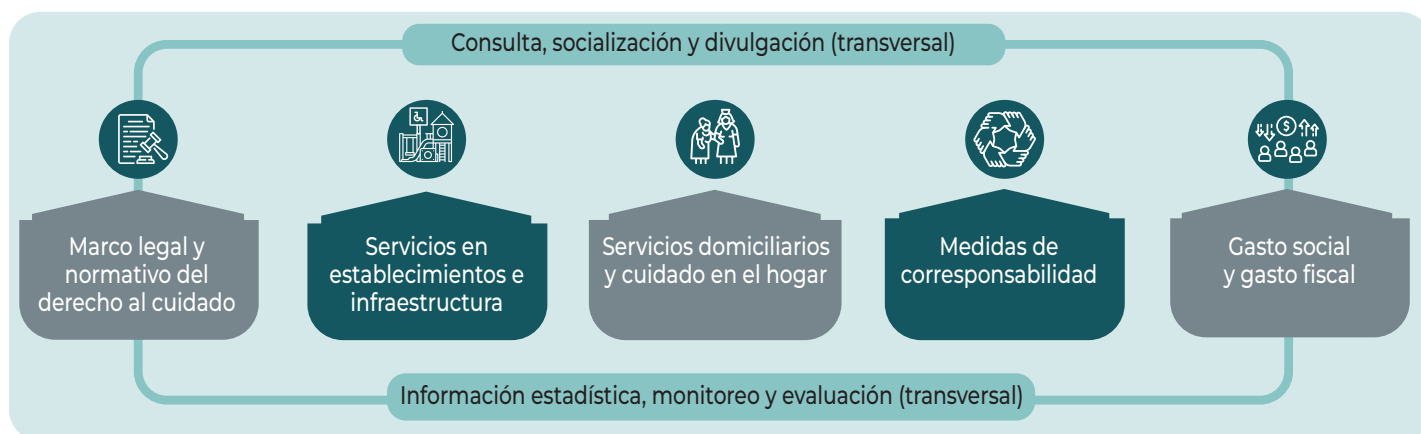 Consulta, socialización y divulgación (transversal)
Marco legal y
normativo del
derecho al cuidado
Servicios en
establecimientos e
infraestructura
Servicios domiciliarios
y cuidado en el hogar
Medidas de
corresponsabilidad
Gasto social
y gasto fiscal
Información estadística, monitoreo y evaluación (transversal)